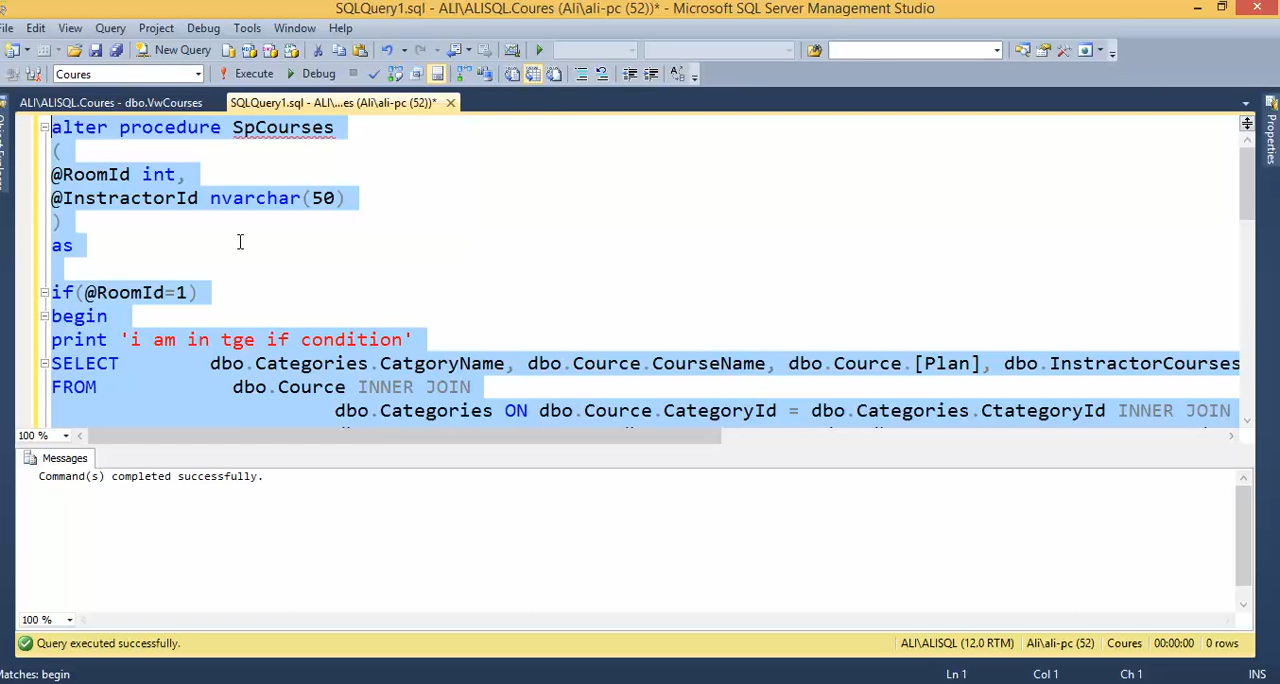 SQLQuery1.sql - ALI\ALISQL.Coures (Ali\ali-pc (52))* - Microsoft SQL Server Management Studio
File Edit View Query Project Debug Tools Window Help
New Query
Coures Execute Debug
ALI\ALISQL.Coures - dbo.VwCourses SQLQuery1.sql - ALI\...es (Ali\ali-pc (52))*
alter procedure SpCourses
(
@RoomId int,
@InstractorId nvarchar(50)
)
as
if(@RoomId=1)
begin
print 'i am in tge if condition'
SELECT dbo.Categories.CatgoryName, dbo.Cource.CourseName, dbo.Cource.[Plan], dbo.InstractorCourses
FROM dbo.Cource INNER JOIN
dbo.Categories ON dbo.Cource.CategoryId = dbo.Categories.CtategoryId INNER JOIN
100 %
Messages
Command(s) completed successfully.
100 %
Query executed successfully. ALI\ALISQL (12.0 RTM) Ali\ali-pc (52) Coures 00:00:00 0 rows
Matches: begin Ln 1 Col 1 Ch 1 INS
Properties